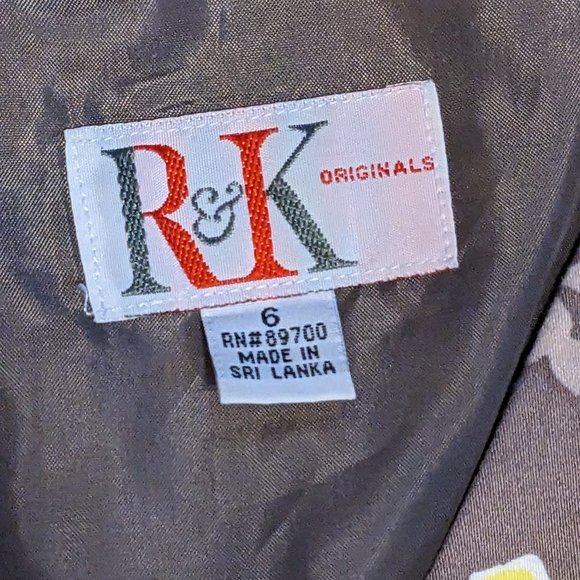 R&K ORIGINALS
6
RN#89700
MADE IN
SRI LANKA